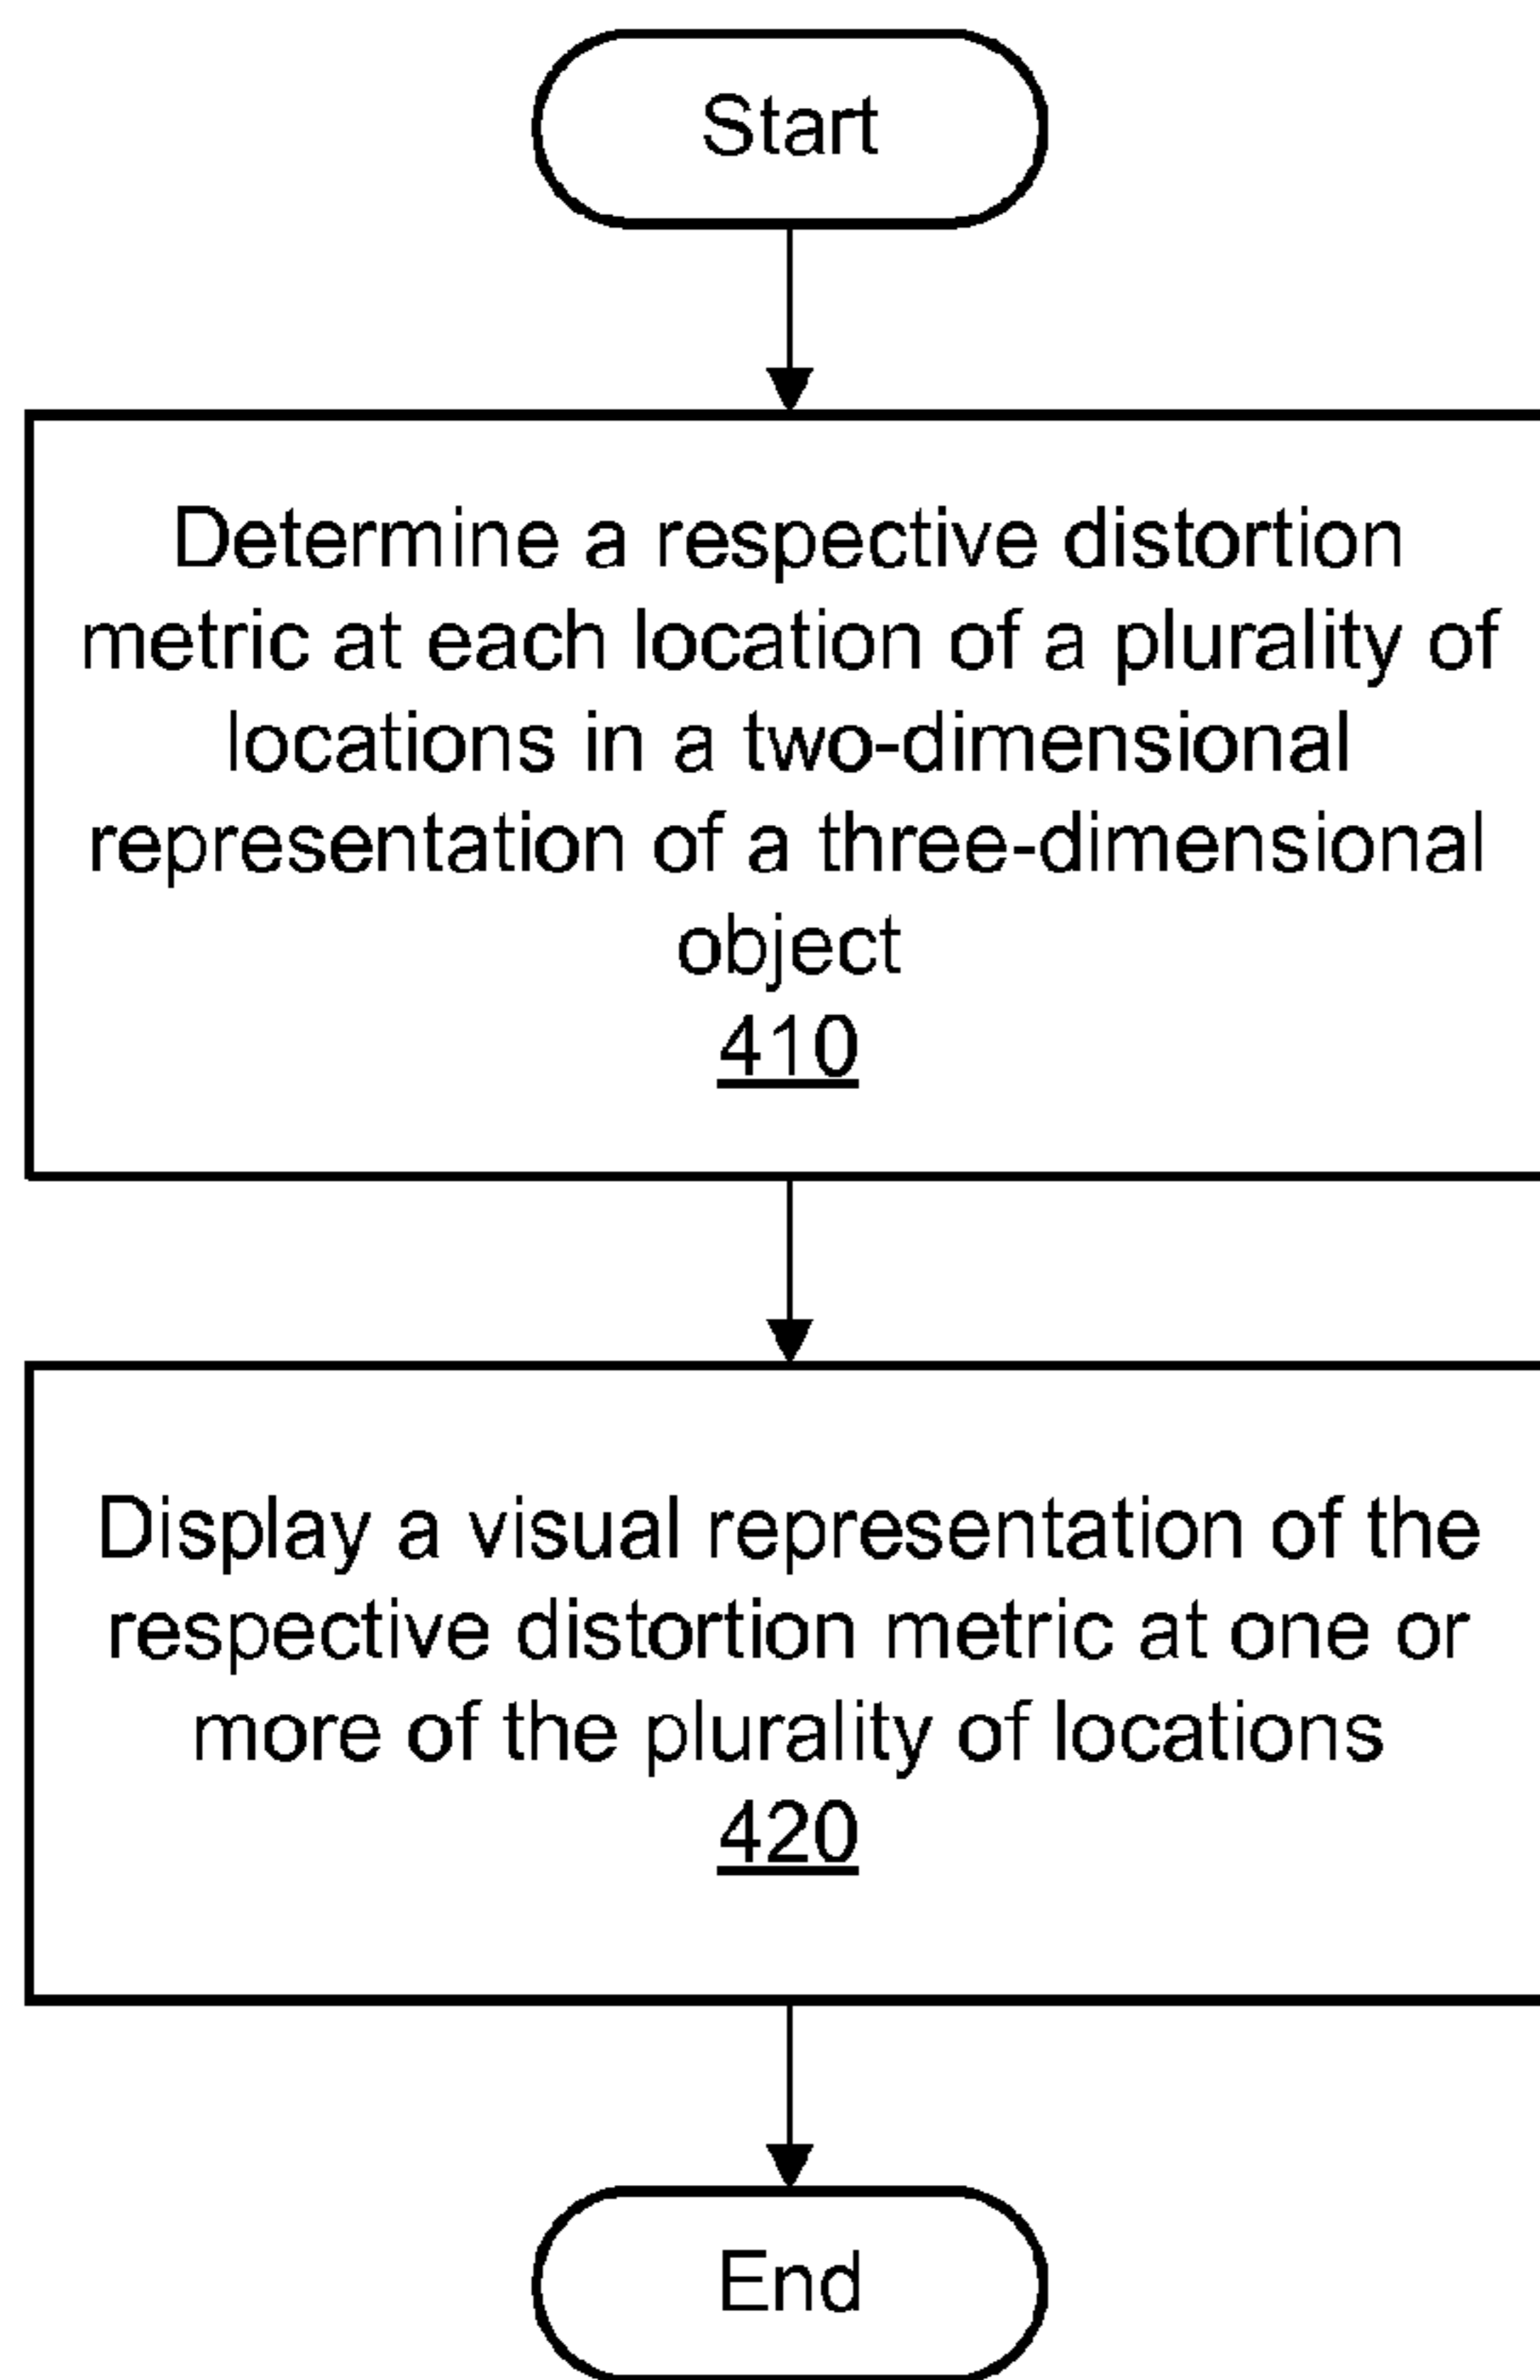 Start
Determine a respective distortion
metric at each location of a plurality of
locations in a two-dimensional
representation of a three-dimensional
object
410
Display a visual representation of the
respective distortion metric at one or
more of the plurality of locations
420
End